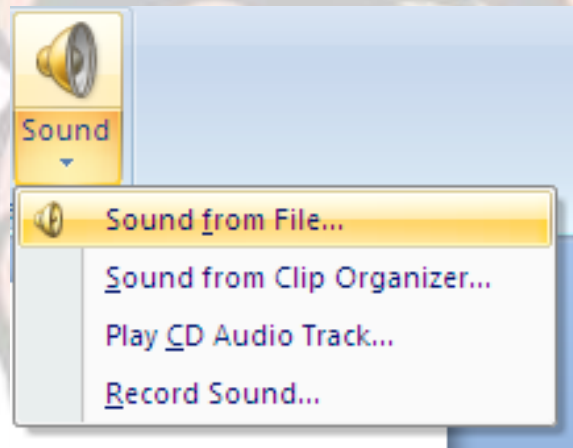 Sound
Sound from File...
Sound from Clip Organizer...
Play CD Audio Track...
Record Sound...